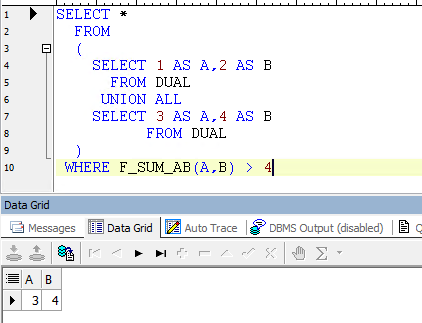 1 SELECT *
2 FROM
3 (
4 SELECT 1 AS A,2 AS B
5 FROM DUAL
6 UNION ALL
7 SELECT 3 AS A,4 AS B
8 FROM DUAL
9 )
10 WHERE F_SUM_AB(A,B) > 4
Data Grid
Messages Data Grid Auto Trace DBMS Output (disabled) Q
A B
3 4